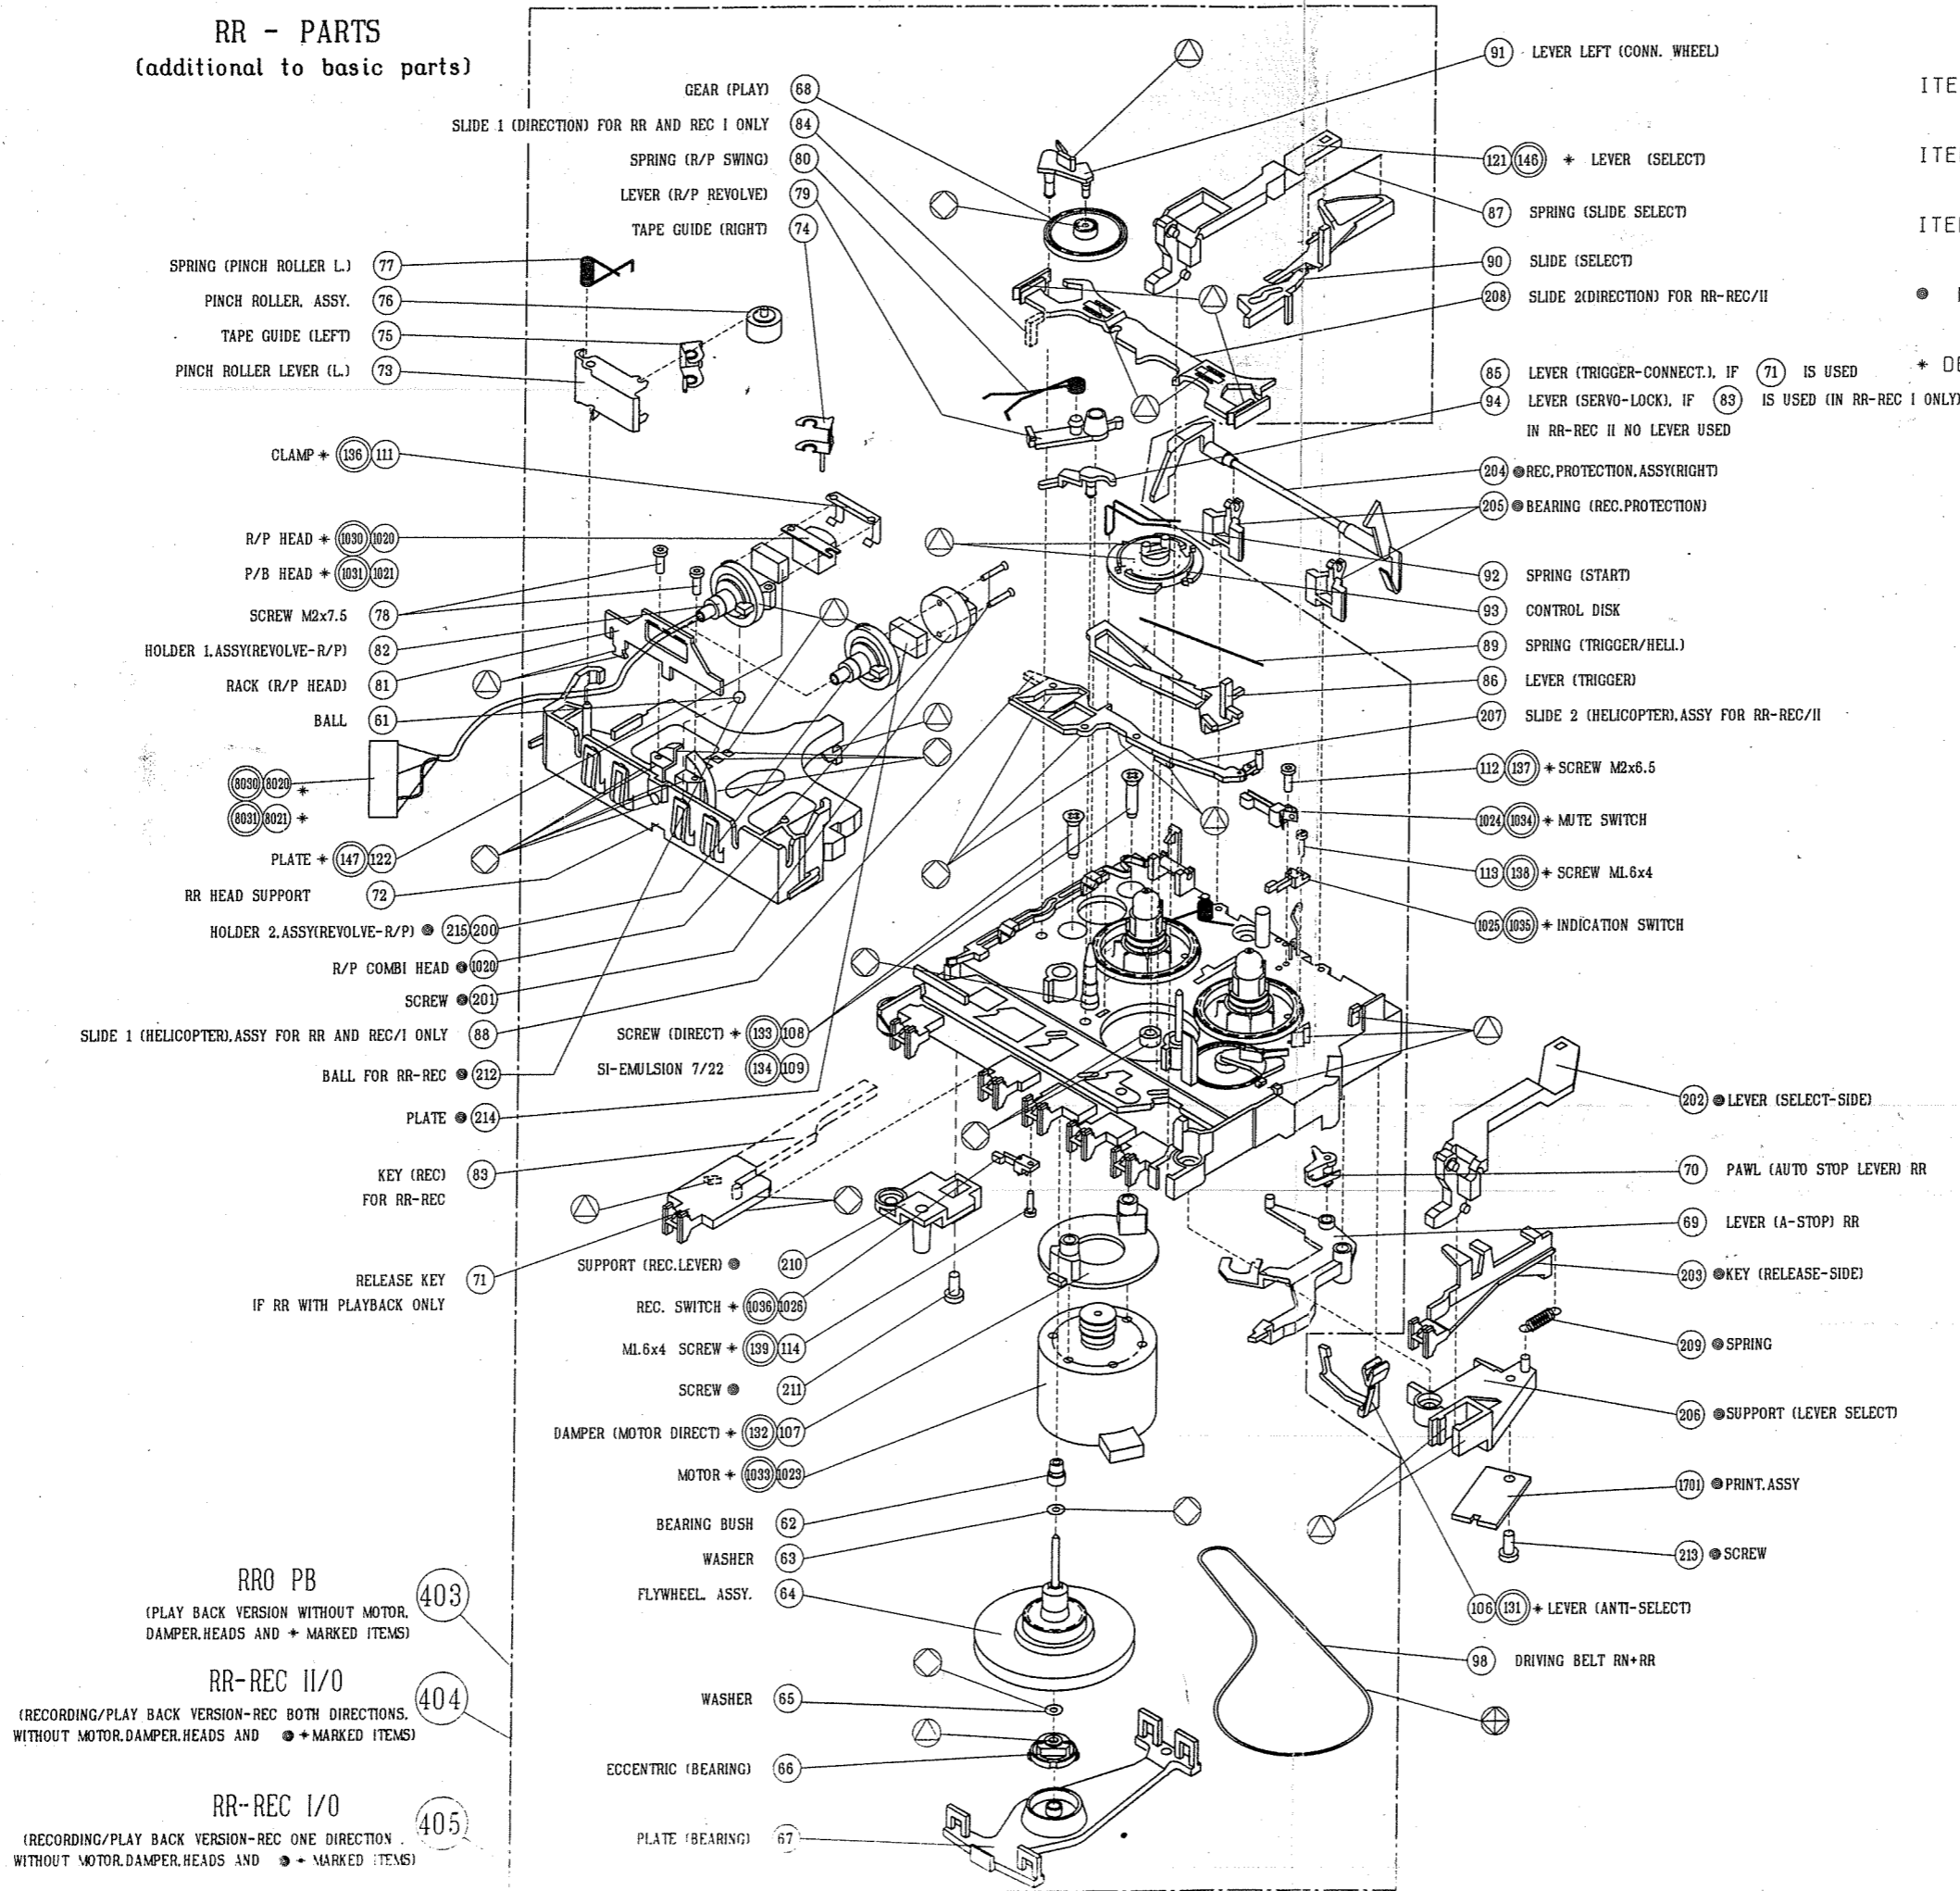 RR - PARTS
(additional to basic parts)
GEAR (PLAY) 68
SLIDE 1 (DIRECTION) FOR RR AND REC I ONLY 84
SPRING (R/P SWING) 80
LEVER (R/P REVOLVE) 79
TAPE GUIDE (RIGHT) 74
SPRING (PINCH ROLLER L.) 77
PINCH ROLLER, ASSY. 76
TAPE GUIDE (LEFT) 75
PINCH ROLLER LEVER (L.) 73
CLAMP * 136 111
R/P HEAD * 1030 1020
P/B HEAD * 1031 1021
SCREW M2x7.5 78
HOLDER 1.ASSY(REVOLVE-R/P) 82
RACK (R/P HEAD) 81
BALL 61
8030 8020 *
8031 8021 *
PLATE * 147 122
RR HEAD SUPPORT 72
HOLDER 2.ASSY(REVOLVE-R/P) ● 215 200
R/P COMBI HEAD ● 1020
SCREW ● 201
SLIDE 1 (HELICOPTER).ASSY FOR RR AND REC/I ONLY 88
SCREW (DIRECT) * 133 108
SI-EMULSION 7/22 134 109
BALL FOR RR-REC ● 212
PLATE ● 214
KEY (REC) 83
FOR RR-REC
RELEASE KEY 71
IF RR WITH PLAYBACK ONLY
SUPPORT (REC.LEVER) ● 210
REC. SWITCH * 1036 1026
M1.6x4 SCREW * 139 114
SCREW ● 211
DAMPER (MOTOR DIRECT) * 132 107
MOTOR * 1033 1023
BEARING BUSH 62
WASHER 63
FLYWHEEL ASSY. 64
WASHER 65
ECCENTRIC (BEARING) 66
PLATE (BEARING) 67
RR0 PB 403
(PLAY BACK VERSION WITHOUT MOTOR,
DAMPER.HEADS AND * MARKED ITEMS)
RR-REC II/0 404
(RECORDING/PLAY BACK VERSION-REC BOTH DIRECTIONS.
WITHOUT MOTOR.DAMPER.HEADS AND ● * MARKED ITEMS)
RR-REC I/0 405
(RECORDING/PLAY BACK VERSION-REC ONE DIRECTION .
WITHOUT MOTOR.DAMPER.HEADS AND ● * MARKED ITEMS)
91 LEVER LEFT (CONN. WHEEL)
121 146 * LEVER (SELECT)
87 SPRING (SLIDE SELECT)
90 SLIDE (SELECT)
208 SLIDE 2(DIRECTION) FOR RR-REC/II
85 LEVER (TRIGGER-CONNECT.), IF 71 IS USED
94 LEVER (SERVO-LOCK), IF 83 IS USED (IN RR-REC I ONLY)
IN RR-REC II NO LEVER USED
204 ● REC.PROTECTION.ASSY(RIGHT)
205 ● BEARING (REC.PROTECTION)
92 SPRING (START)
93 CONTROL DISK
89 SPRING (TRIGGER/HELI.)
86 LEVER (TRIGGER)
207 SLIDE 2 (HELICOPTER).ASSY FOR RR-REC/II
112 137 * SCREW M2x6.5
1024 1034 * MUTE SWITCH
113 138 * SCREW M1.6x4
1025 1035 * INDICATION SWITCH
202 ● LEVER (SELECT-SIDE)
70 PAWL (AUTO STOP LEVER) RR
69 LEVER (A-STOP) RR
203 ● KEY (RELEASE-SIDE)
209 ● SPRING
206 ● SUPPORT (LEVER SELECT)
1701 ● PRINT.ASSY
213 ● SCREW
106 131 * LEVER (ANTI-SELECT)
98 DRIVING BELT RN+RR